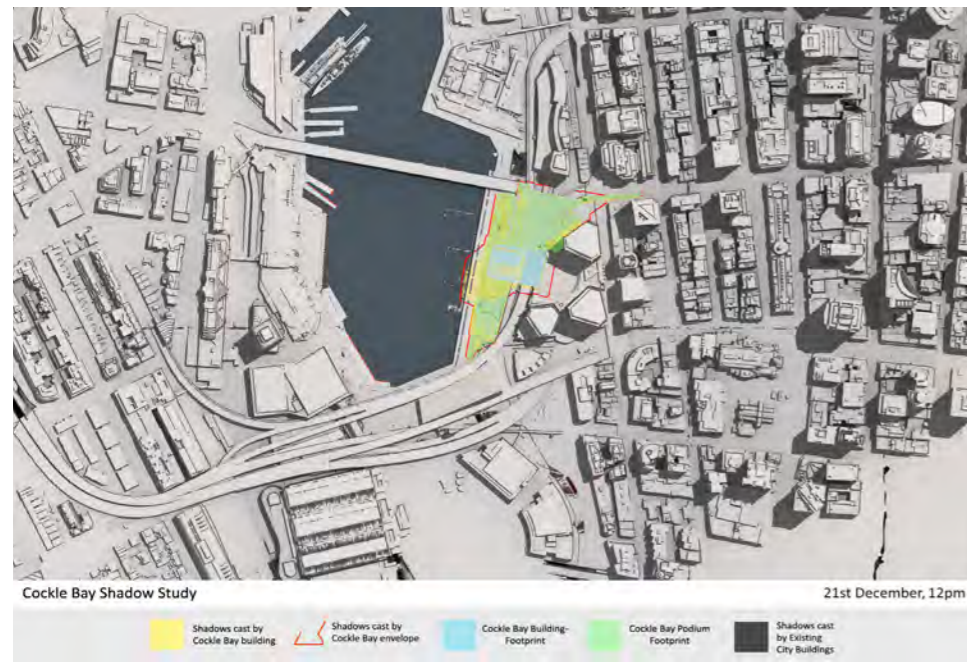 Cockle Bay Shadow Study
21st December, 12pm
Shadows cast by
Cockle Bay building
Shadows cast by
Cockle Bay envelope
Cockle Bay Building-
Footprint
Cockle Bay Podium
Footprint
Shadows cast
by Existing
City Buildings